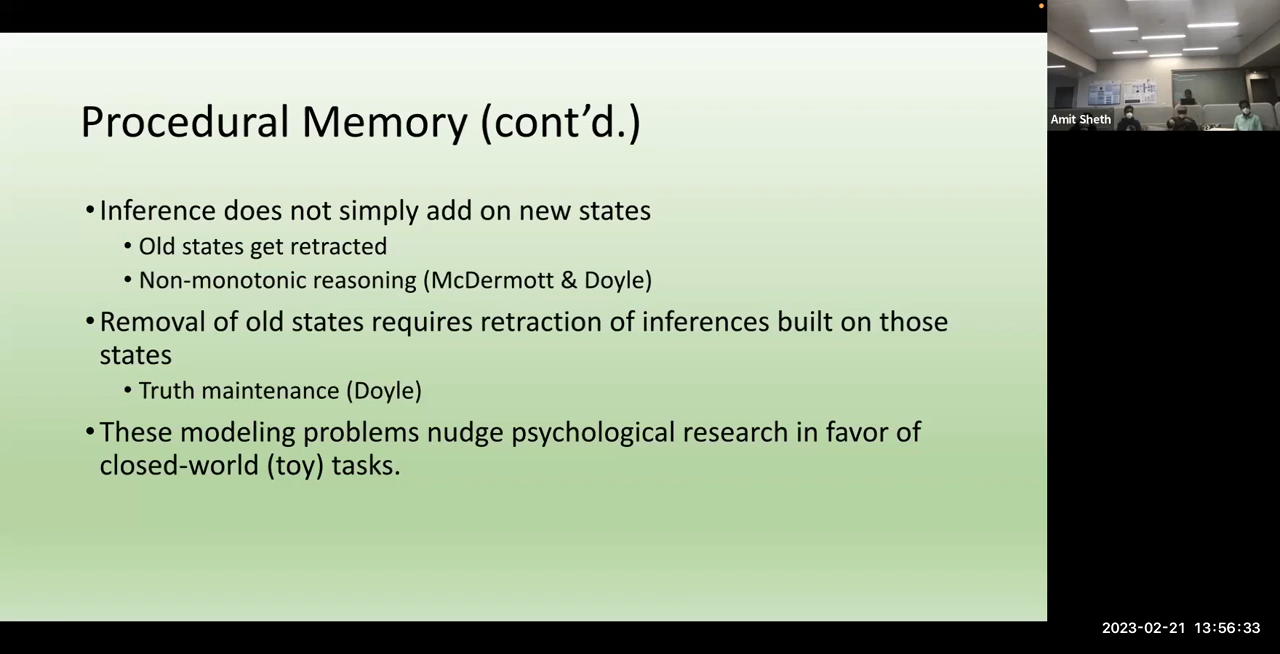 Procedural Memory (cont’d.)
• Inference does not simply add on new states
• Old states get retracted
• Non-monotonic reasoning (McDermott & Doyle)
• Removal of old states requires retraction of inferences built on those
states
• Truth maintenance (Doyle)
• These modeling problems nudge psychological research in favor of
closed-world (toy) tasks.
Amit Sheth
2023-02-21 13:56:33